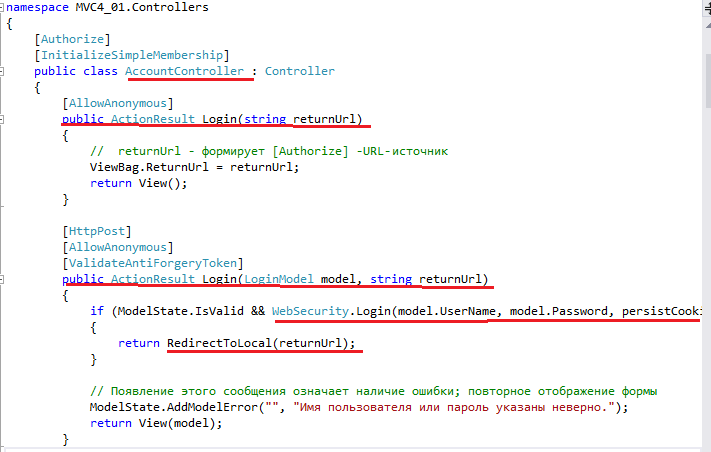 namespace MVC4_01.Controllers
{
[Authorize]
[InitializeSimpleMembership]
public class AccountController : Controller
{
[AllowAnonymous]
public ActionResult Login(string returnUrl)
{
// returnUrl - формирует [Authorize] -URL-источник
ViewBag.ReturnUrl = returnUrl;
return View();
}
[HttpPost]
[AllowAnonymous]
[ValidateAntiForgeryToken]
public ActionResult Login(LoginModel model, string returnUrl)
{
if (ModelState.IsValid && WebSecurity.Login(model.UserName, model.Password, persistCooki
{
return RedirectToLocal(returnUrl);
}
// Появление этого сообщения означает наличие ошибки; повторное отображение формы
ModelState.AddModelError("", "Имя пользователя или пароль указаны неверно.");
return View(model);
}